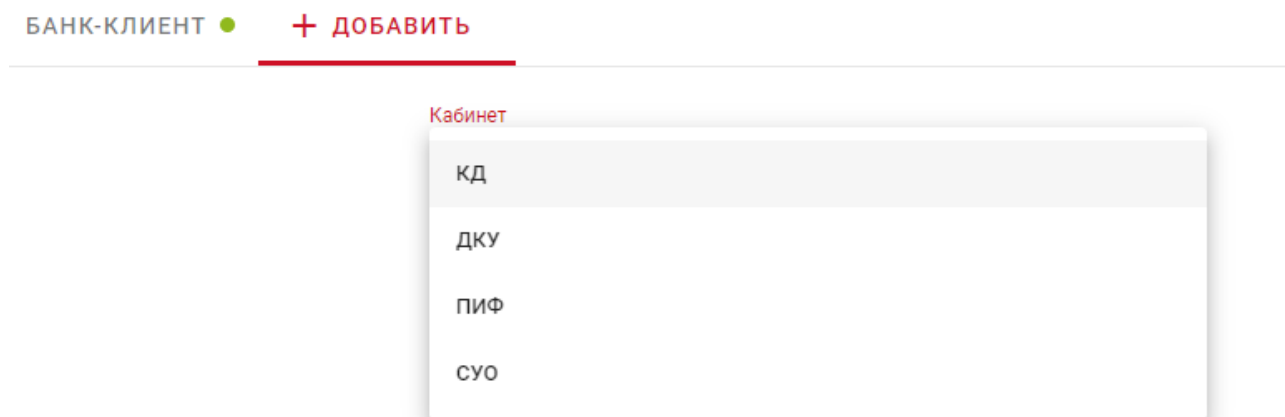 БАНК-КЛИЕНТ + ДОБАВИТЬ
Кабинет
КД
ДКУ
ПИФ
СУО